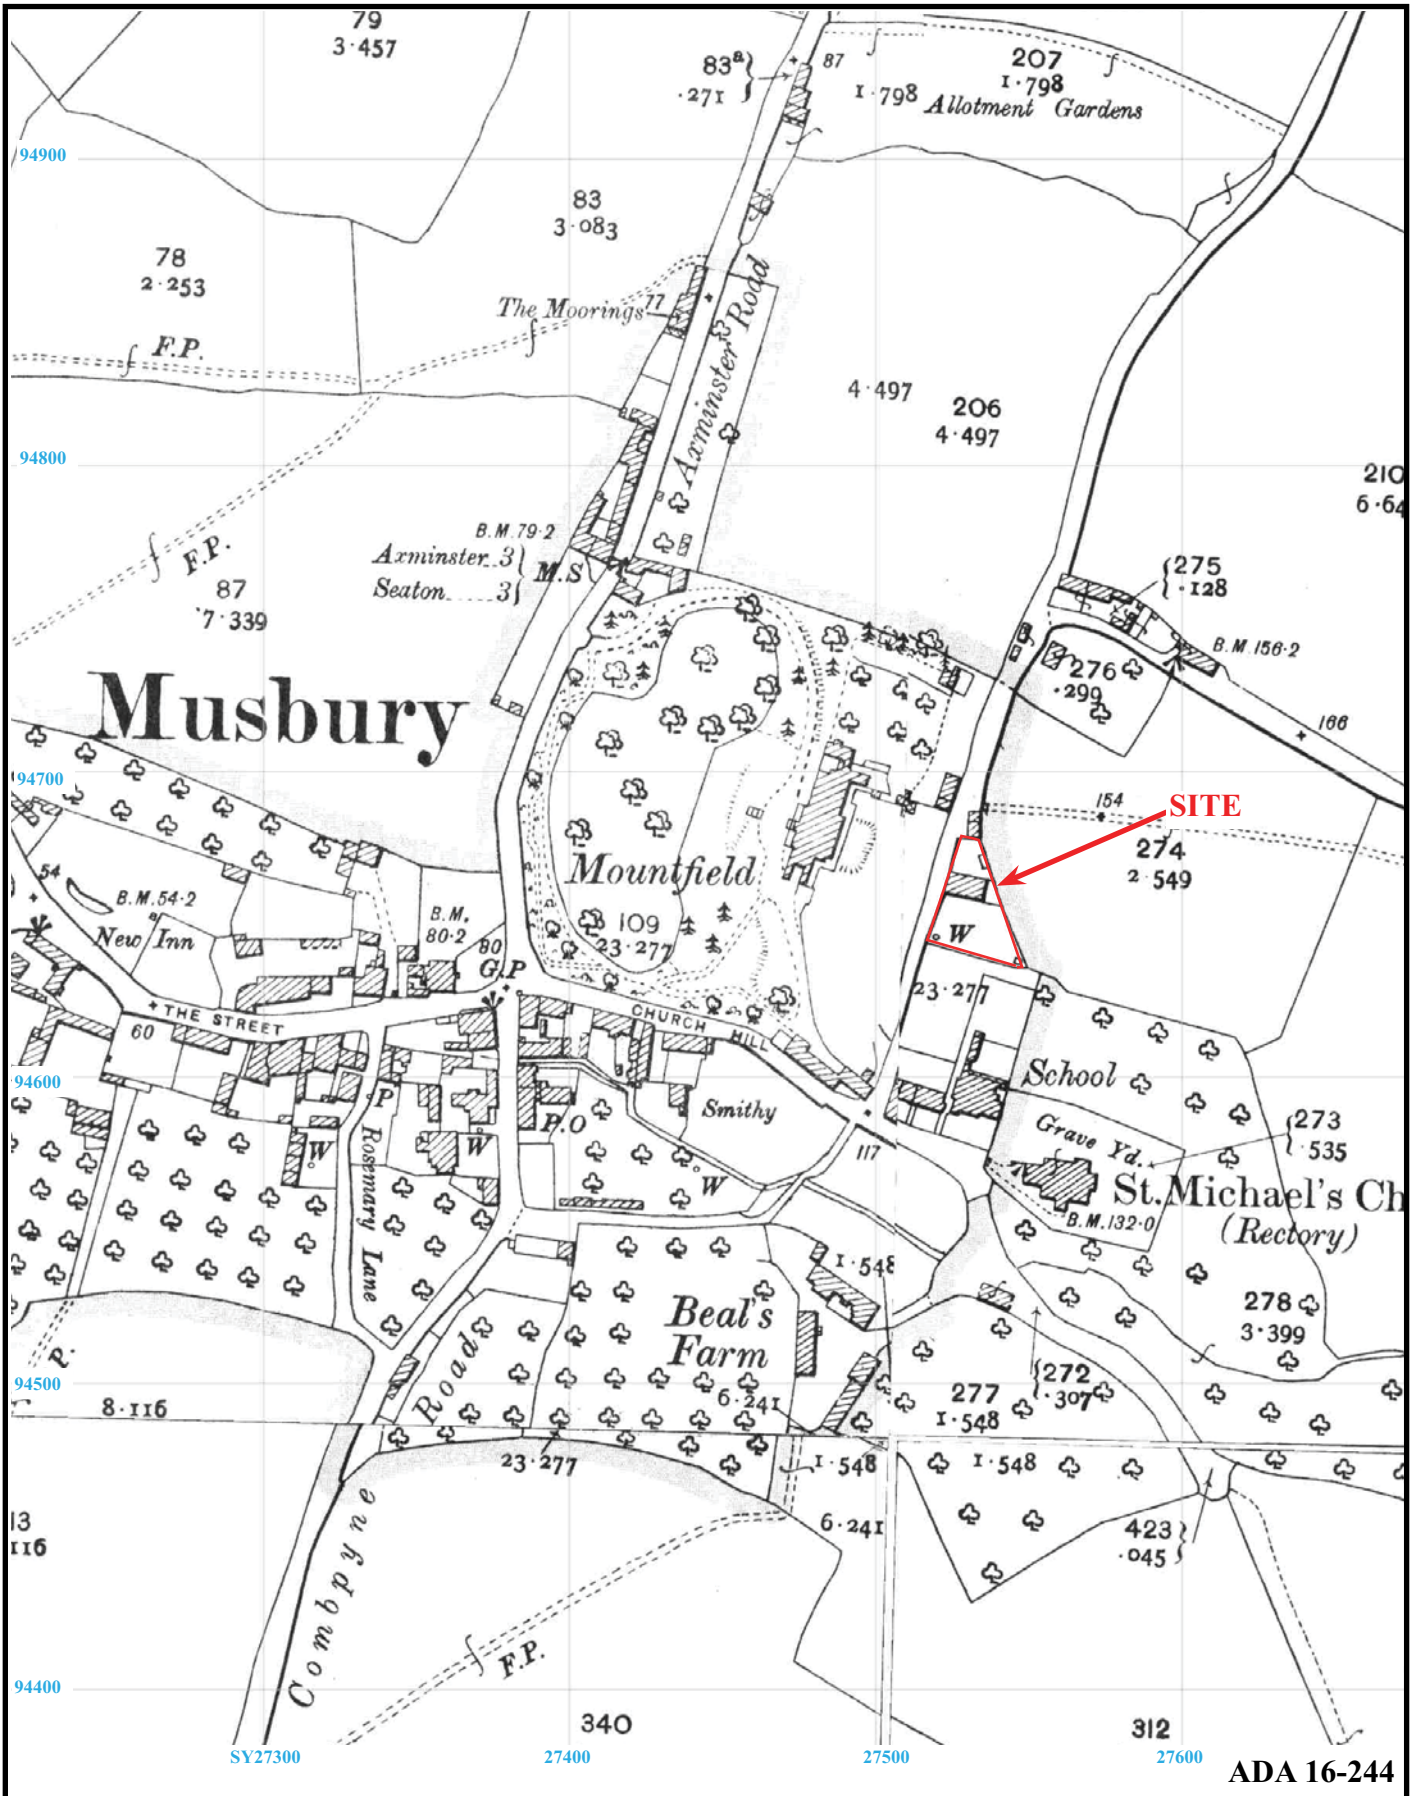 79
3·457
83ª
·271
87
1·798
207
1·798
Allotment Gardens
94900
83
3·083
78
2·253
The Moorings
77
F.P.
Axminster Road
4·497
206
4·497
94800
210
6·64
B.M.79·2
Axminster 3
Seaton 3
M.S
F.P.
87
7·339
275
·128
B.M.156·2
276
·299
Musbury
166
94700
154
SITE
274
2·549
Mountfield
109
23·277
54
B.M.54·2
New Inn
B.M.
80·2
80
G.P
W
23·277
THE STREET
60
CHURCH HILL
94600
School
P
P.O
Smithy
Grave Yd.
273
·535
W
W
W
117
Rosemary Lane
St. Michael's Ch
(Rectory)
B.M.132·0
1·548
Beal's
Farm
278
3·399
P.
Road
94500
8·116
6·241
277
1·548
272
·307
23·277
1·548
1·548
13
116
6·241
423
·045
Combpyne
F.P.
94400
340
312
SY27300
27400
27500
27600
ADA 16-244